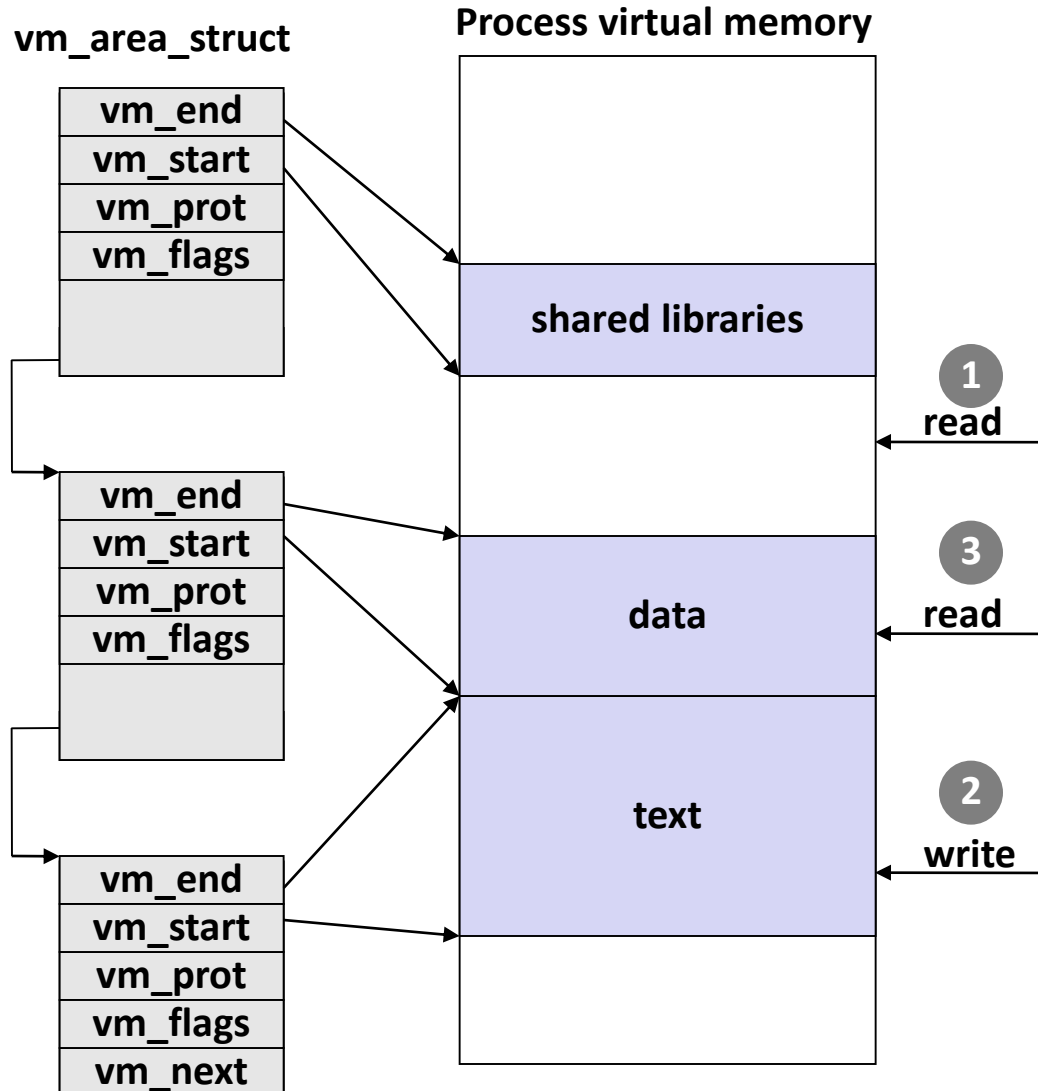 vm_area_struct
Process virtual memory
vm_end
vm_start
vm_prot
vm_flags
shared libraries
1
read
vm_end
vm_start
vm_prot
vm_flags
data
3
read
text
2
write
vm_end
vm_start
vm_prot
vm_flags
vm_next